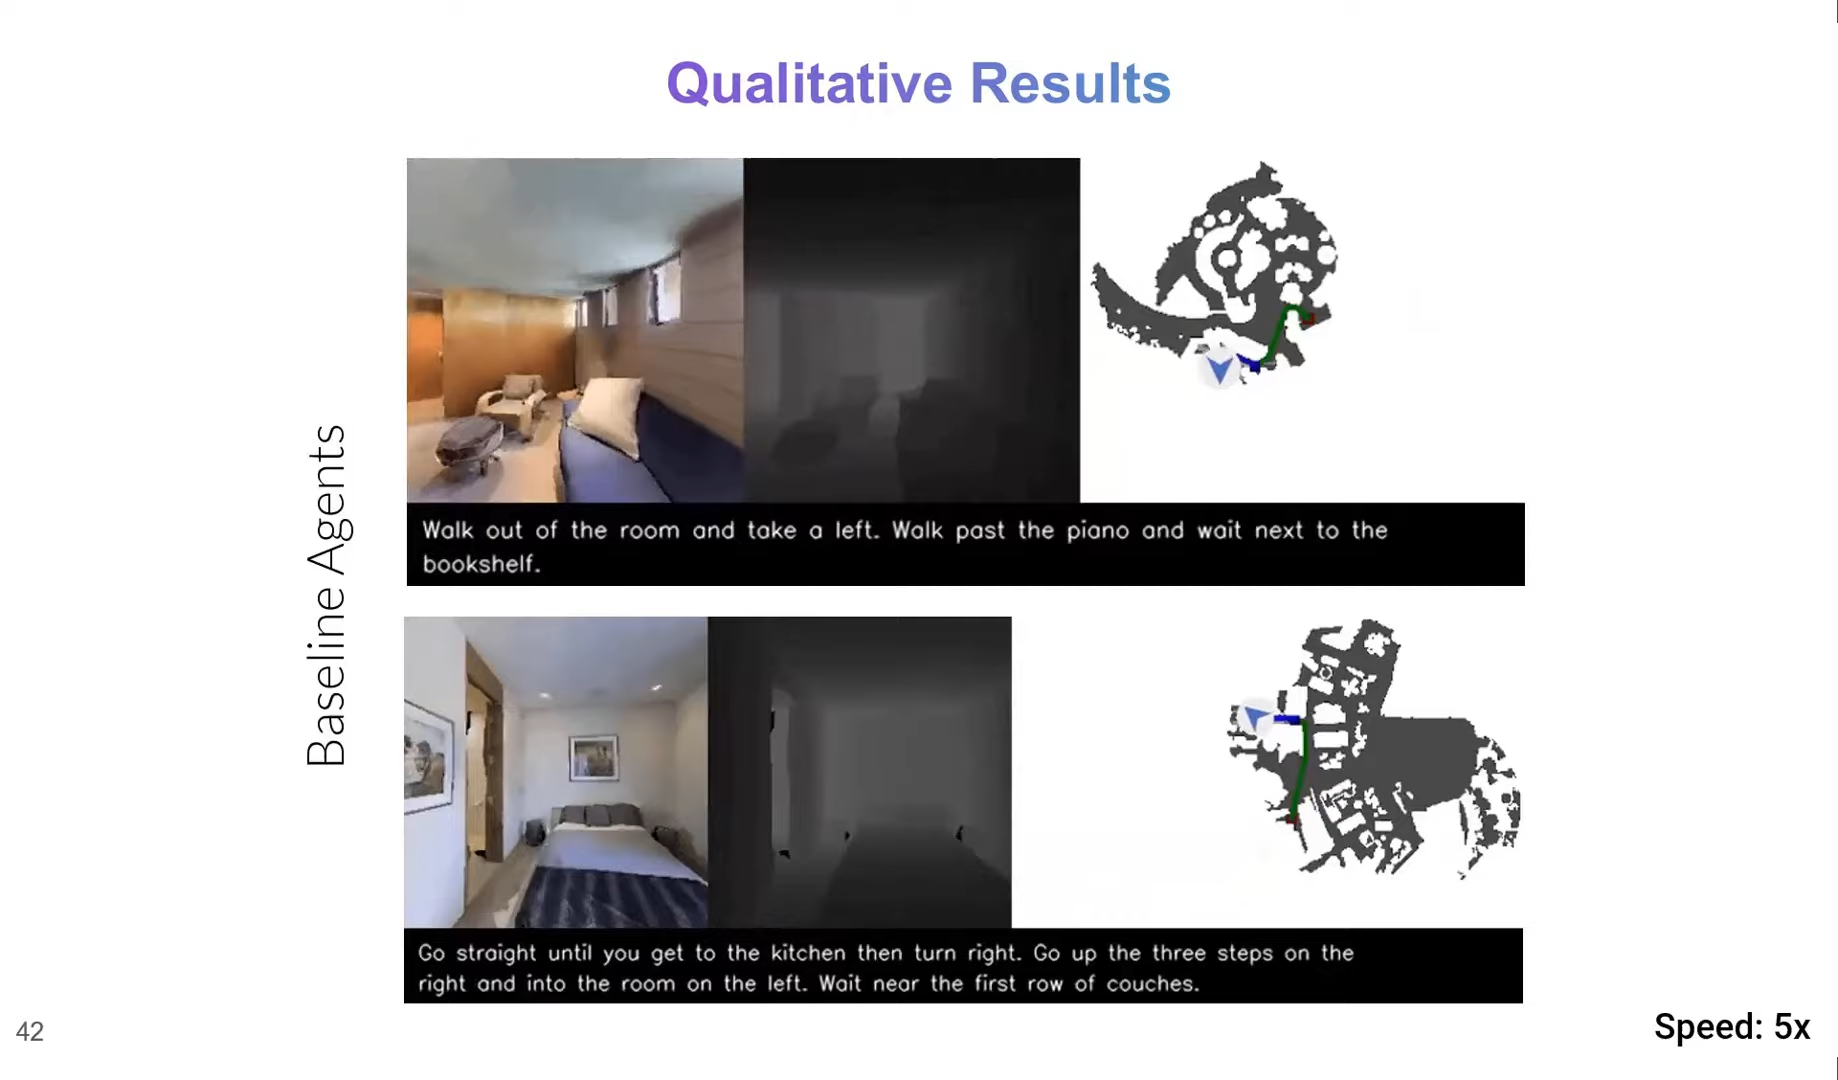 Qualitative Results
Baseline Agents
Walk out of the room and take a left. Walk past the piano and wait next to the
bookshelf.
Go straight until you get to the kitchen then turn right. Go up the three steps on the
right and into the room on the left. Wait near the first row of couches.
42
Speed: 5x